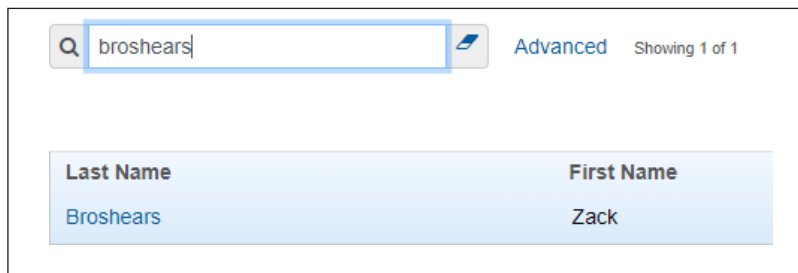 broshears Advanced Showing 1 of 1
Last Name First Name
Broshears Zack